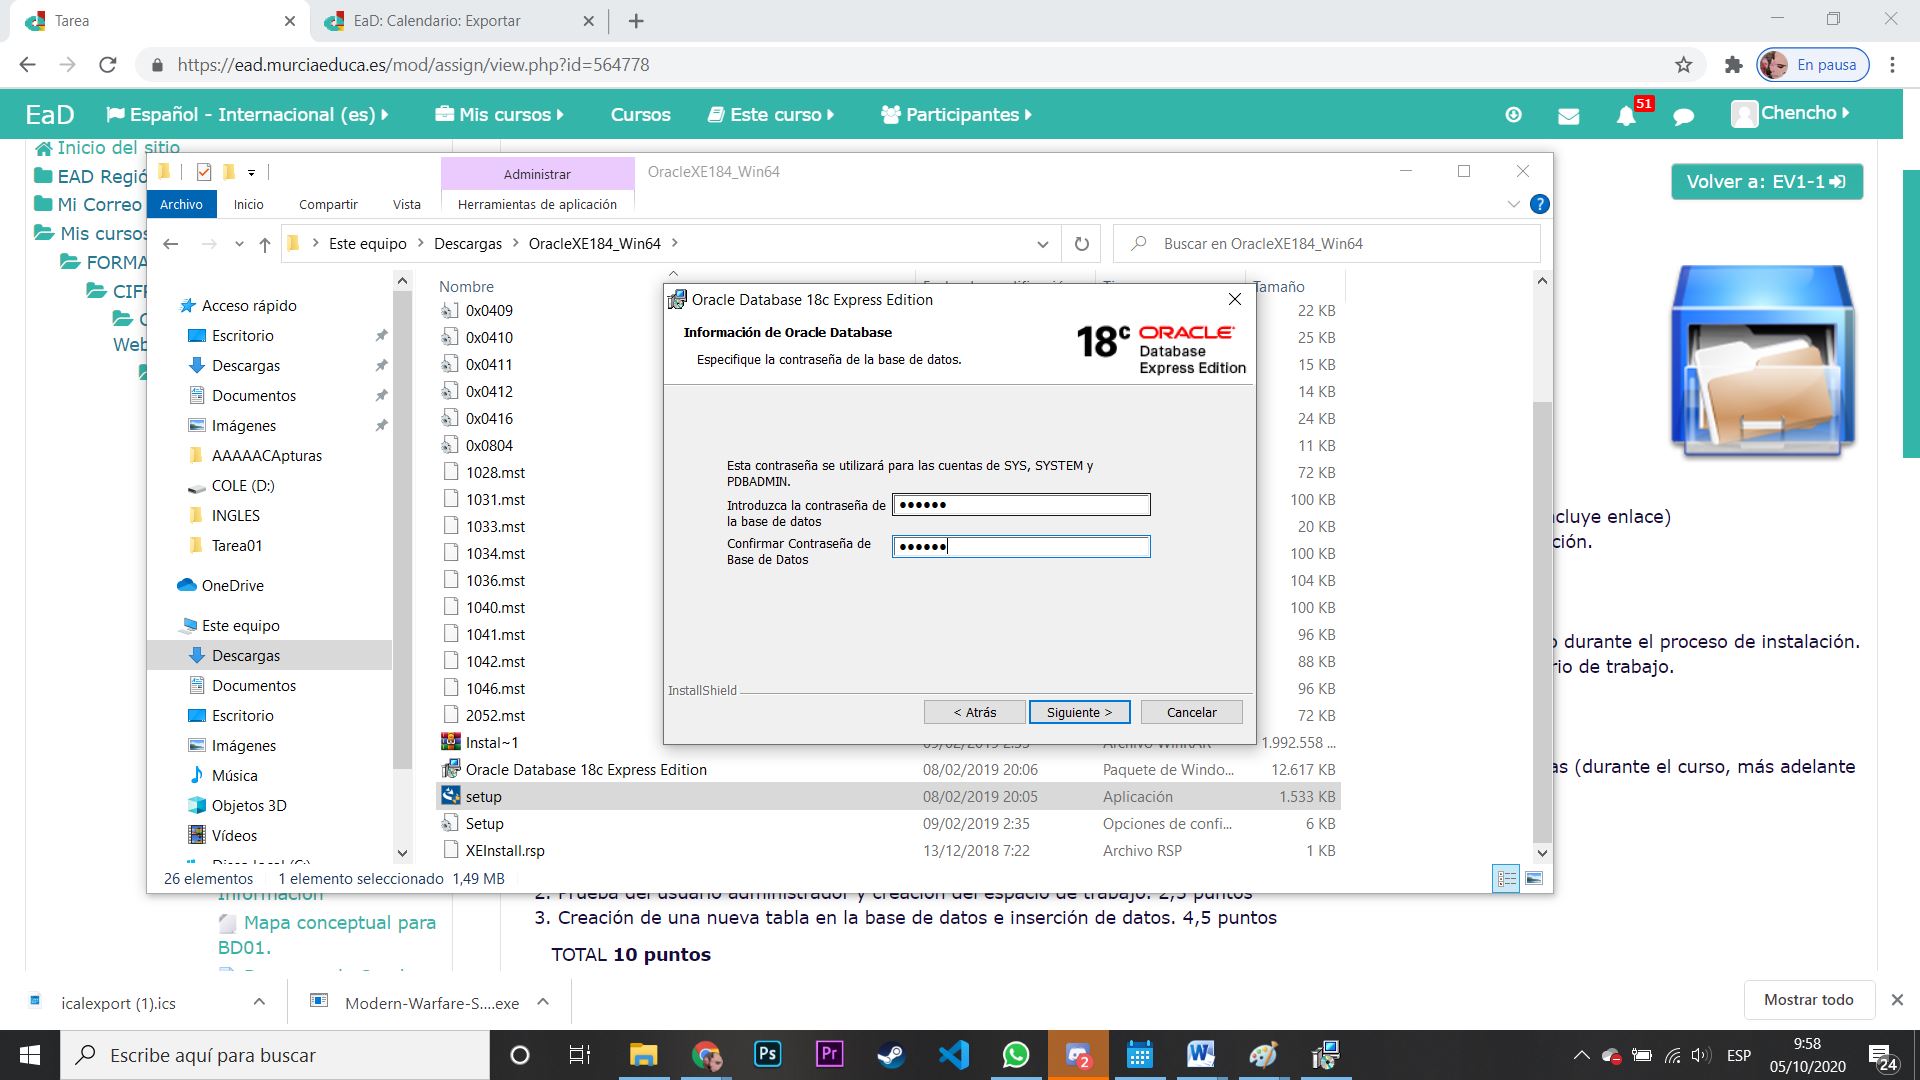 Tarea
EaD: Calendario: Exportar
https://ead.murciaeduca.es/mod/assign/view.php?id=564778
En pausa
EaD
Español - Internacional (es)
Mis cursos
Cursos
Este curso
Participantes
51
Chencho
Inicio del sitio
EAD Regió
Mi Correo
Mis cursos
FORMA
CIF
Web
Volver a: EV1-1
Administrar
OracleXE184_Win64
Archivo
Inicio
Compartir
Vista
Herramientas de aplicación
?
Este equipo
Descargas
OracleXE184_Win64
Buscar en OracleXE184_Win64
Acceso rápido
Escritorio
Descargas
Documentos
Imágenes
AAAAACApturas
COLE (D:)
INGLES
Tarea01
OneDrive
Este equipo
Descargas
Documentos
Escritorio
Imágenes
Música
Objetos 3D
Vídeos
Nombre
Tamaño
0x0409 22 KB
0x0410 25 KB
0x0411 15 KB
0x0412 14 KB
0x0416 24 KB
0x0804 11 KB
1028.mst 72 KB
1031.mst 100 KB
1033.mst 20 KB
1034.mst 100 KB
1036.mst 104 KB
1040.mst 100 KB
1041.mst 96 KB
1042.mst 88 KB
1046.mst 96 KB
2052.mst 72 KB
Instal~1 09/02/2019 2:35 Archivo WinRAR 1.992.558 ...
Oracle Database 18c Express Edition 08/02/2019 20:06 Paquete de Windo... 12.617 KB
setup 08/02/2019 20:05 Aplicación 1.533 KB
Setup 09/02/2019 2:35 Opciones de confi... 6 KB
XEInstall.rsp 13/12/2018 7:22 Archivo RSP 1 KB
26 elementos
1 elemento seleccionado 1,49 MB
Oracle Database 18c Express Edition
Información de Oracle Database
Especifique la contraseña de la base de datos.
18c ORACLE
Database
Express Edition
Esta contraseña se utilizará para las cuentas de SYS, SYSTEM y
PDBADMIN.
Introduzca la contraseña de
la base de datos
••••••
Confirmar Contraseña de
Base de Datos
••••••
InstallShield
< Atrás
Siguiente >
Cancelar
cluye enlace)
ción.
o durante el proceso de instalación.
rio de trabajo.
as (durante el curso, más adelante
Información
Mapa conceptual para
BD01.
2. Prueba del usuario administrador y creación del espacio de trabajo. 2,5 puntos
3. Creación de una nueva tabla en la base de datos e inserción de datos. 4,5 puntos
TOTAL 10 puntos
icalexport (1).ics
Modern-Warfare-S....exe
Mostrar todo
Escribe aquí para buscar
Ps
Pr
2
ESP
9:58
05/10/2020
24